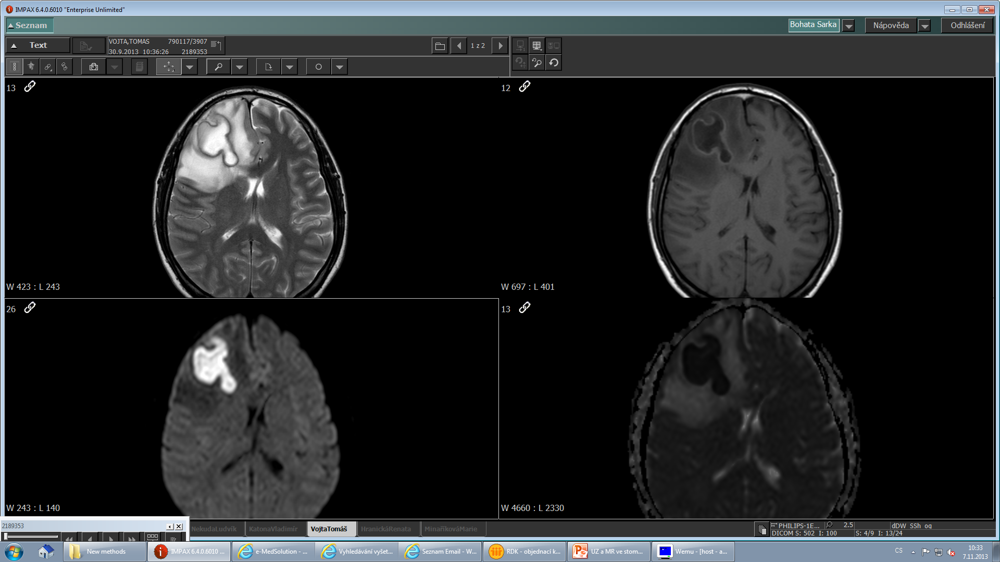 IMPAX 6.4.0.6010 "Enterprise Unlimited"
Seznam
Bohata Sarka
Nápověda
Odhlášení
Text
VOJTA,TOMAS 790117/3907
30.9.2013 10:36:26 2189353
1 z 2
13
12
W 423 : L 243
W 697 : L 401
26
13
W 243 : L 140
W 4660 : L 2330
2189353
NekudaLudvík
KatonaVladimír
VojtaTomáš
HranickáRenata
MinaříkováMarie
PHILIPS-1E... 2.5 dDW SSh og
DICOM S: 502 I: 100 S: 4/9 I: 13/24
New methods
IMPAX 6.4.0.6010 ...
e-MedSolution - ...
Vyhledávání vyšet...
Seznam Email - W...
RDK - objednací k...
UZ a MR ve stom...
Wemu - [host - a...
CS
10:33
7.11.2013